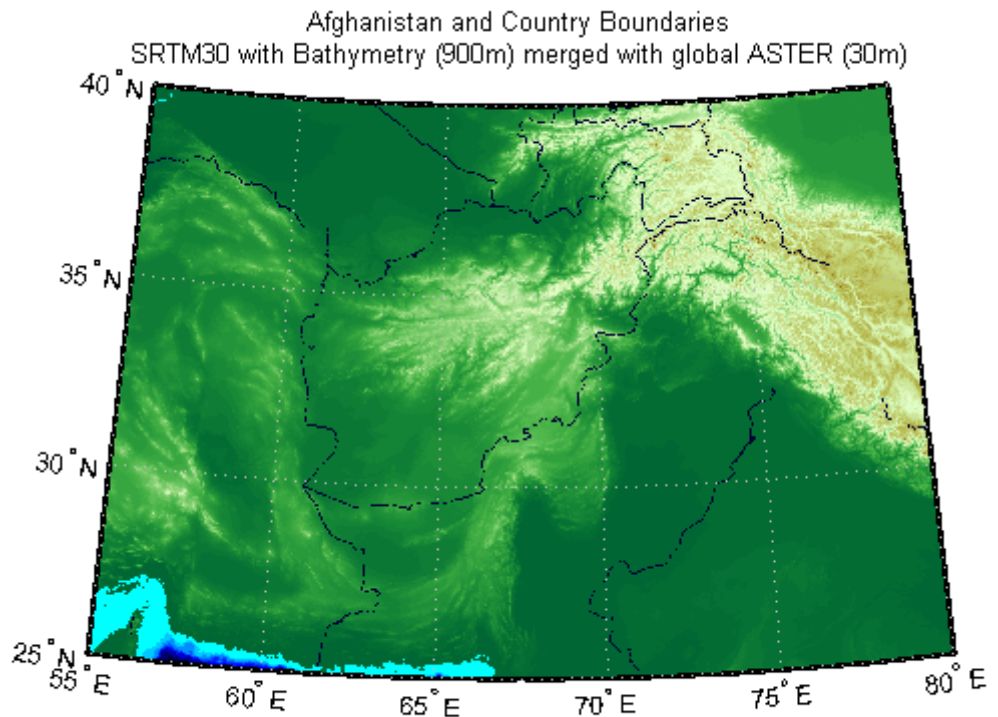 Afghanistan and Country Boundaries
SRTM30 with Bathymetry (900m) merged with global ASTER (30m)
40°N
35°N
30°N
25°N
55°E
60°E
65°E
70°E
75°E
80°E